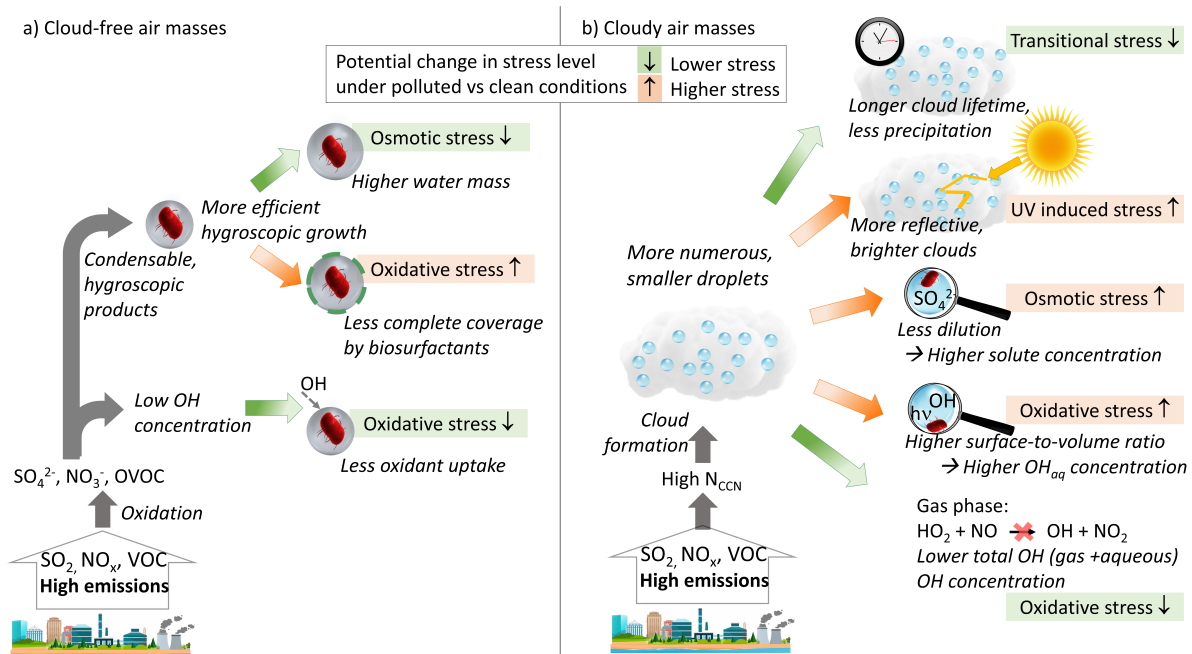 a) Cloud-free air masses
Potential change in stress level
under polluted vs clean conditions
↓ Lower stress
↑ Higher stress
Osmotic stress ↓
Higher water mass
More efficient
hygroscopic growth
Condensable,
hygroscopic
products
Oxidative stress ↑
Less complete coverage
by biosurfactants
OH
Low OH
concentration
Oxidative stress ↓
Less oxidant uptake
SO₄²⁻, NO₃⁻, OVOC
Oxidation
SO₂, NOₓ, VOC
High emissions
b) Cloudy air masses
Transitional stress ↓
Longer cloud lifetime,
less precipitation
UV induced stress ↑
More reflective,
brighter clouds
More numerous,
smaller droplets
SO₄²⁻
Osmotic stress ↑
Less dilution
→ Higher solute concentration
OH
hν
Oxidative stress ↑
Higher surface-to-volume ratio
→ Higher OHaq concentration
Cloud
formation
High NCCN
Gas phase:
HO₂ + NO → OH + NO₂
Lower total OH (gas +aqueous)
OH concentration
Oxidative stress ↓
SO₂, NOₓ, VOC
High emissions